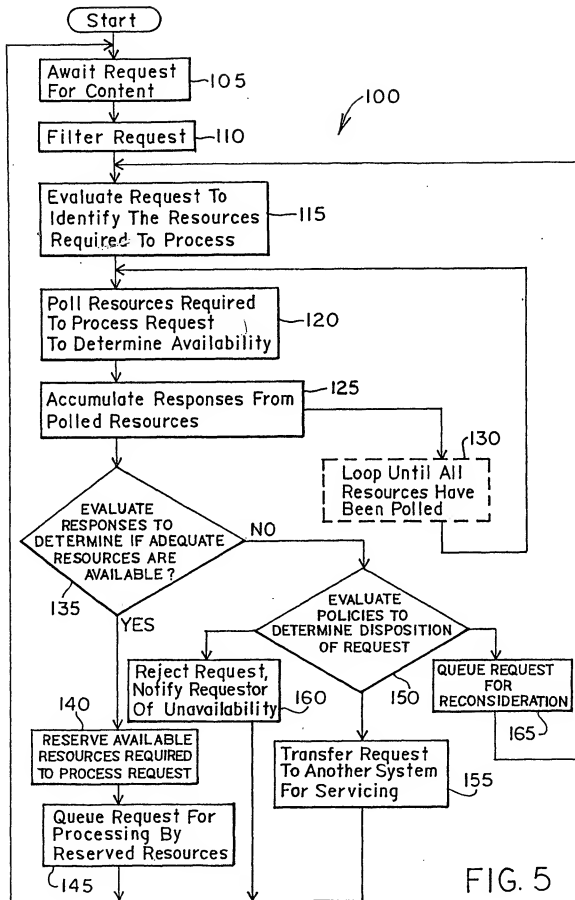 Start
Await Request
For Content
105
100
Filter Request
110
Evaluate Request To
Identify The Resources
Required To Process
115
Poll Resources Required
To Process Request
To Determine Availability
120
Accumulate Responses From
Polled Resources
125
130
Loop Until All
Resources Have
Been Polled
EVALUATE
RESPONSES TO
DETERMINE IF ADEQUATE
RESOURCES ARE
AVAILABLE?
135
NO
YES
EVALUATE
POLICIES TO
DETERMINE DISPOSITION
OF REQUEST
150
Reject Request,
Notify Requestor
Of Unavailability
160
QUEUE REQUEST
FOR
RECONSIDERATION
165
140
RESERVE AVAILABLE
RESOURCES REQUIRED
TO PROCESS REQUEST
Transfer Request
To Another System
For Servicing
155
Queue Request For
Processing By
Reserved Resources
145
FIG. 5